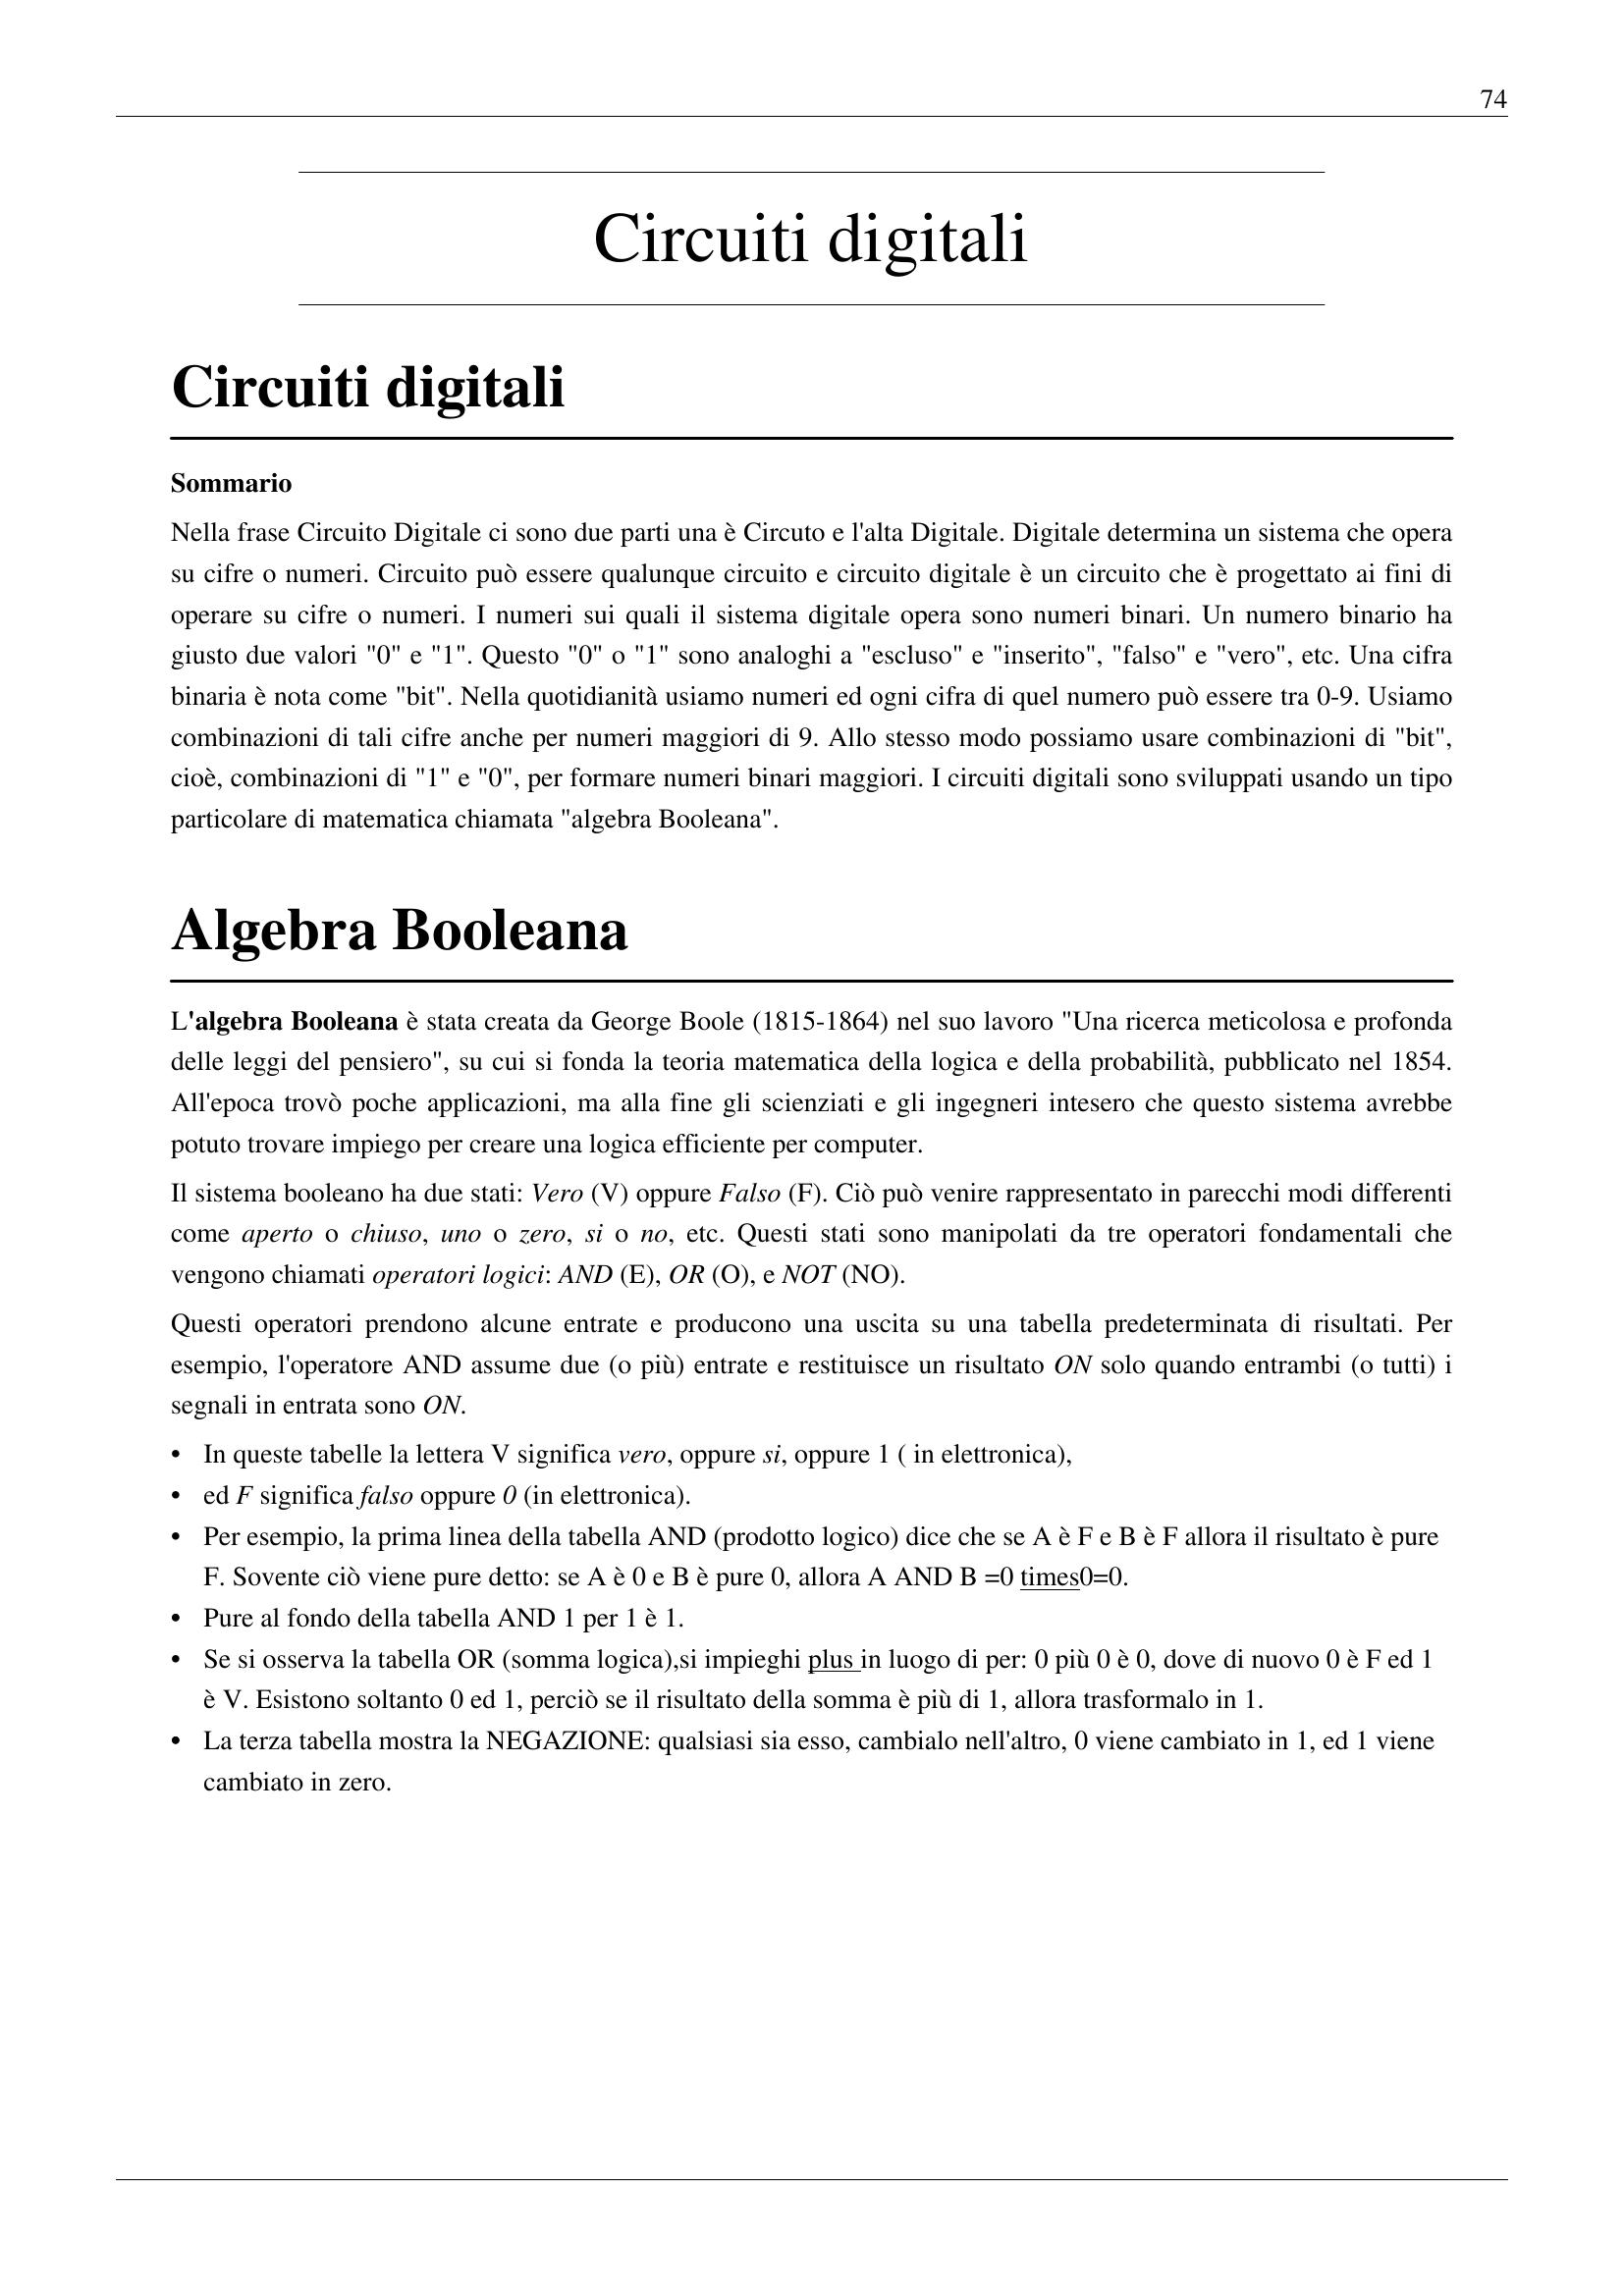 74
Circuiti digitali
Circuiti digitali
Sommario
Nella frase Circuito Digitale ci sono due parti una è Circuto e l'alta Digitale. Digitale determina un sistema che opera
su cifre o numeri. Circuito può essere qualunque circuito e circuito digitale è un circuito che è progettato ai fini di
operare su cifre o numeri. I numeri sui quali il sistema digitale opera sono numeri binari. Un numero binario ha
giusto due valori "0" e "1". Questo "0" o "1" sono analoghi a "escluso" e "inserito", "falso" e "vero", etc. Una cifra
binaria è nota come "bit". Nella quotidianità usiamo numeri ed ogni cifra di quel numero può essere tra 0-9. Usiamo
combinazioni di tali cifre anche per numeri maggiori di 9. Allo stesso modo possiamo usare combinazioni di "bit",
cioè, combinazioni di "1" e "0", per formare numeri binari maggiori. I circuiti digitali sono sviluppati usando un tipo
particolare di matematica chiamata "algebra Booleana".
Algebra Booleana
L'algebra Booleana è stata creata da George Boole (1815-1864) nel suo lavoro "Una ricerca meticolosa e profonda
delle leggi del pensiero", su cui si fonda la teoria matematica della logica e della probabilità, pubblicato nel 1854.
All'epoca trovò poche applicazioni, ma alla fine gli scienziati e gli ingegneri intesero che questo sistema avrebbe
potuto trovare impiego per creare una logica efficiente per computer.
Il sistema booleano ha due stati: Vero (V) oppure Falso (F). Ciò può venire rappresentato in parecchi modi differenti
come aperto o chiuso, uno o zero, si o no, etc. Questi stati sono manipolati da tre operatori fondamentali che
vengono chiamati operatori logici: AND (E), OR (O), e NOT (NO).
Questi operatori prendono alcune entrate e producono una uscita su una tabella predeterminata di risultati. Per
esempio, l'operatore AND assume due (o più) entrate e restituisce un risultato ON solo quando entrambi (o tutti) i
segnali in entrata sono ON.
• In queste tabelle la lettera V significa vero, oppure si, oppure 1 ( in elettronica),
• ed F significa falso oppure 0 (in elettronica).
• Per esempio, la prima linea della tabella AND (prodotto logico) dice che se A è F e B è F allora il risultato è pure
F. Sovente ciò viene pure detto: se A è 0 e B è pure 0, allora A AND B =0 times0=0.
• Pure al fondo della tabella AND 1 per 1 è 1.
• Se si osserva la tabella OR (somma logica),si impieghi plus in luogo di per: 0 più 0 è 0, dove di nuovo 0 è F ed 1
è V. Esistono soltanto 0 ed 1, perciò se il risultato della somma è più di 1, allora trasformalo in 1.
• La terza tabella mostra la NEGAZIONE: qualsiasi sia esso, cambialo nell'altro, 0 viene cambiato in 1, ed 1 viene
cambiato in zero.